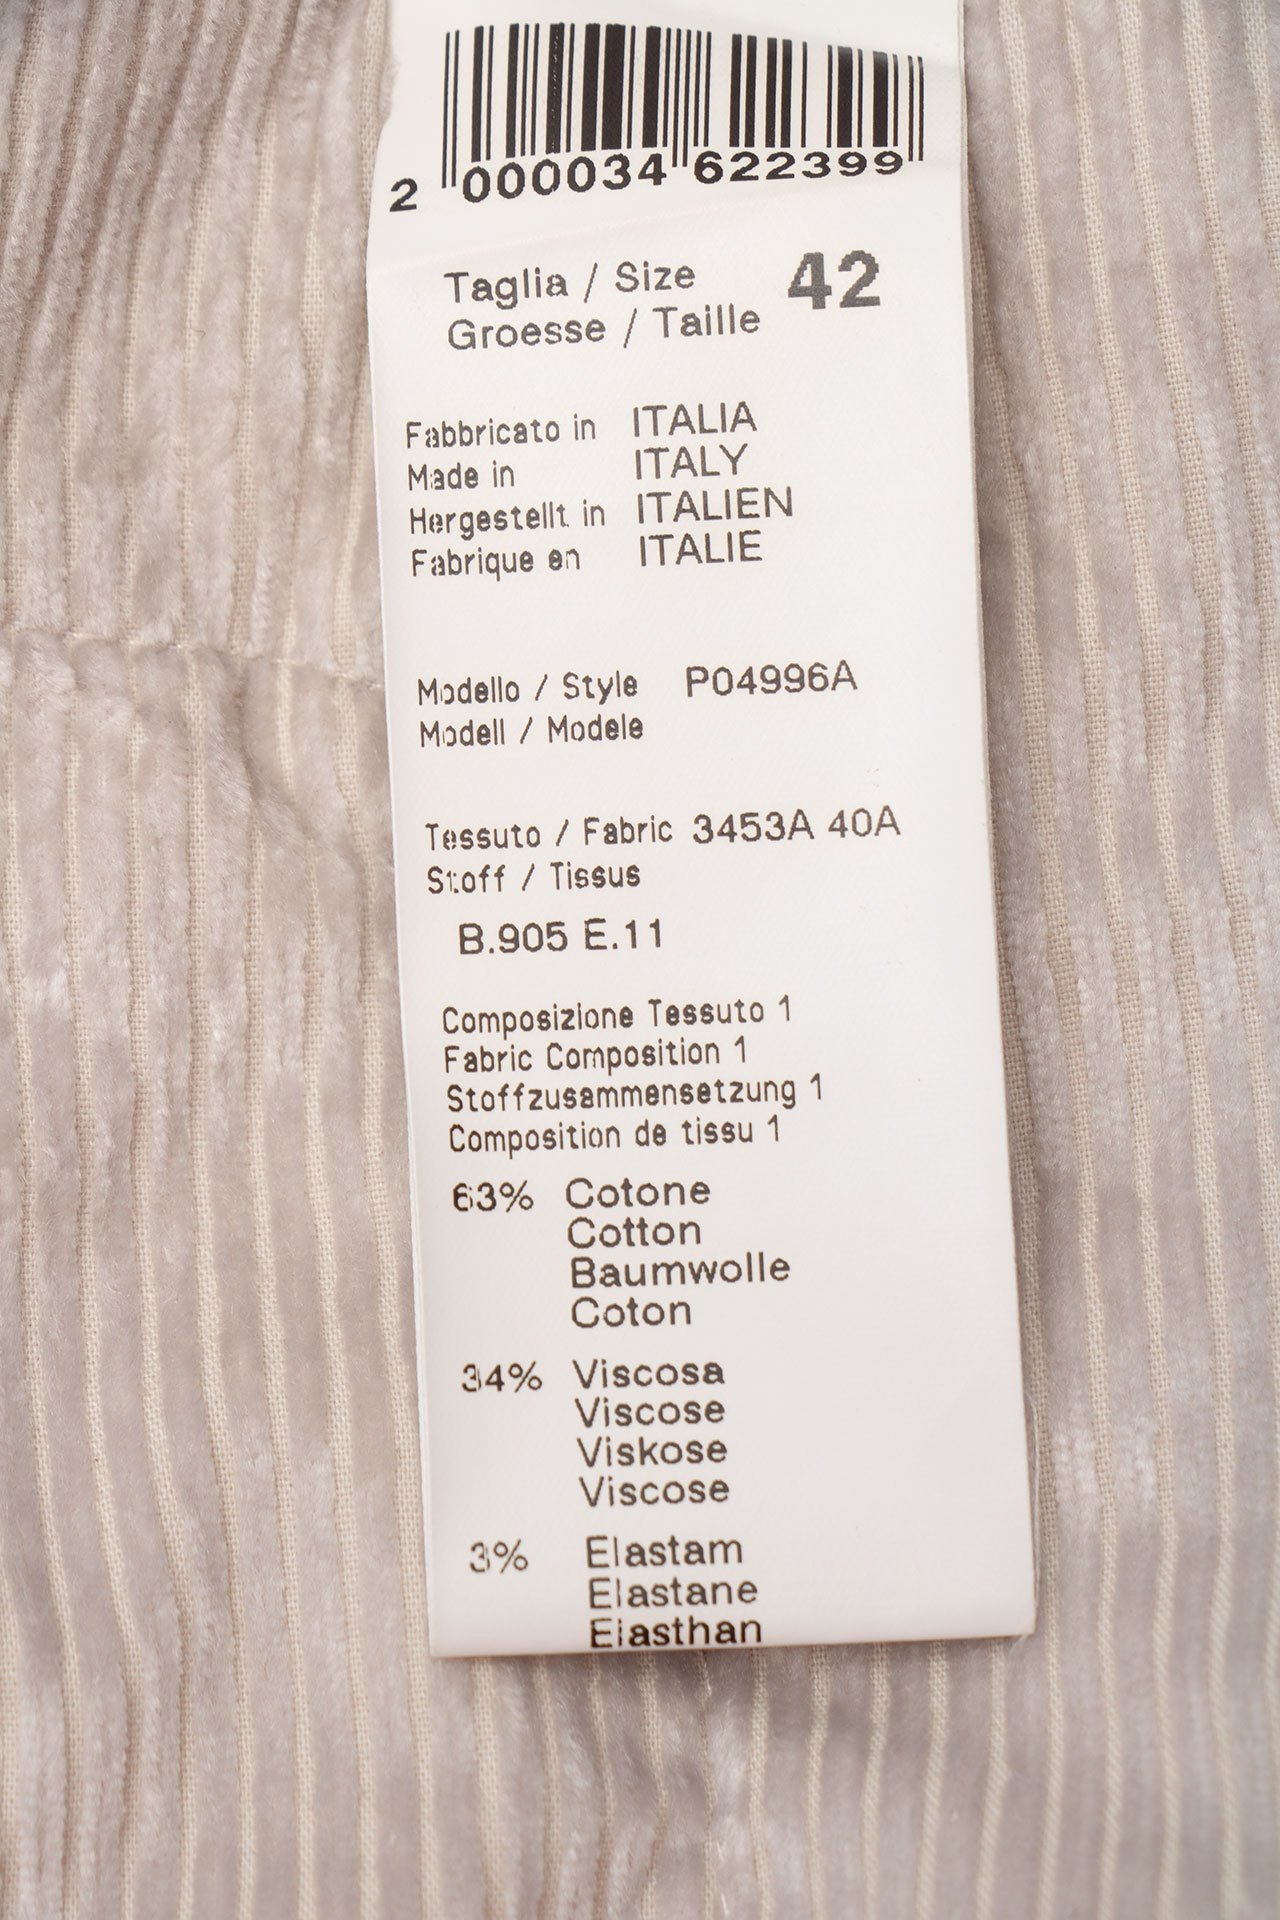 2 000034 622399
Taglia / Size 42
Groesse / Taille
Fabbricato in ITALIA
Made in ITALY
Hergestellt in ITALIEN
Fabrique en ITALIE
Modello / Style P04996A
Modell / Modele
Tessuto / Fabric 3453A 40A
Stoff / Tissus
B.905 E.11
Composizione Tessuto 1
Fabric Composition 1
Stoffzusammensetzung 1
Composition de tissu 1
63% Cotone
Cotton
Baumwolle
Coton
34% Viscosa
Viscose
Viskose
Viscose
3% Elastam
Elastane
Elasthan